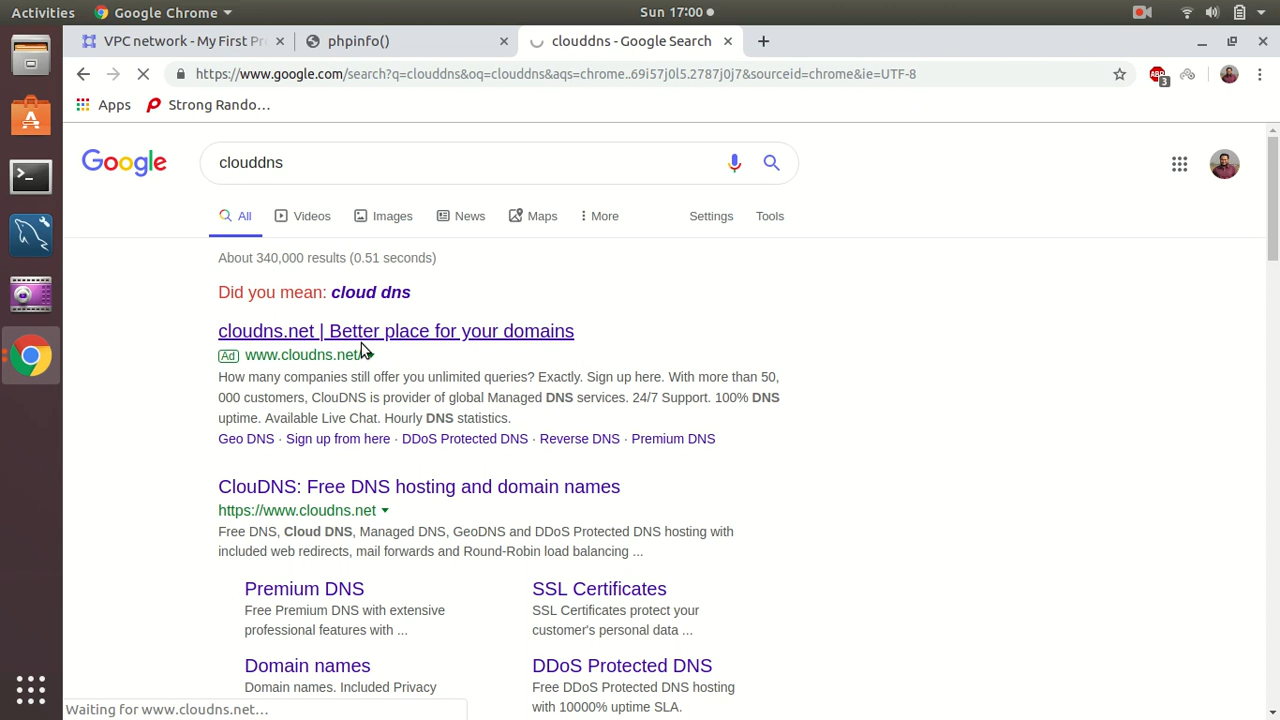 Activities Google Chrome Sun 17:00
VPC network - My First Pr
phpinfo()
clouddns - Google Search
https://www.google.com/search?q=clouddns&oq=clouddns&aqs=chrome..69i57j0l5.2787j0j7&sourceid=chrome&ie=UTF-8
ABP 3
Apps Strong Rando...
Google clouddns
All Videos Images News Maps More Settings Tools
About 340,000 results (0.51 seconds)
Did you mean: cloud dns
cloudns.net | Better place for your domains
Ad www.cloudns.net/
How many companies still offer you unlimited queries? Exactly. Sign up here. With more than 50,
000 customers, ClouDNS is provider of global Managed DNS services. 24/7 Support. 100% DNS
uptime. Available Live Chat. Hourly DNS statistics.
Geo DNS · Sign up from here · DDoS Protected DNS · Reverse DNS · Premium DNS
ClouDNS: Free DNS hosting and domain names
https://www.cloudns.net
Free DNS, Cloud DNS, Managed DNS, GeoDNS and DDoS Protected DNS hosting with
included web redirects, mail forwards and Round-Robin load balancing ...
Premium DNS
Free Premium DNS with extensive
professional features with ...
SSL Certificates
SSL Certificates protect your
customer's personal data ...
Domain names
Domain names. Included Privacy
DDoS Protected DNS
Free DDoS Protected DNS hosting
with 10000% uptime SLA.
Waiting for www.cloudns.net...